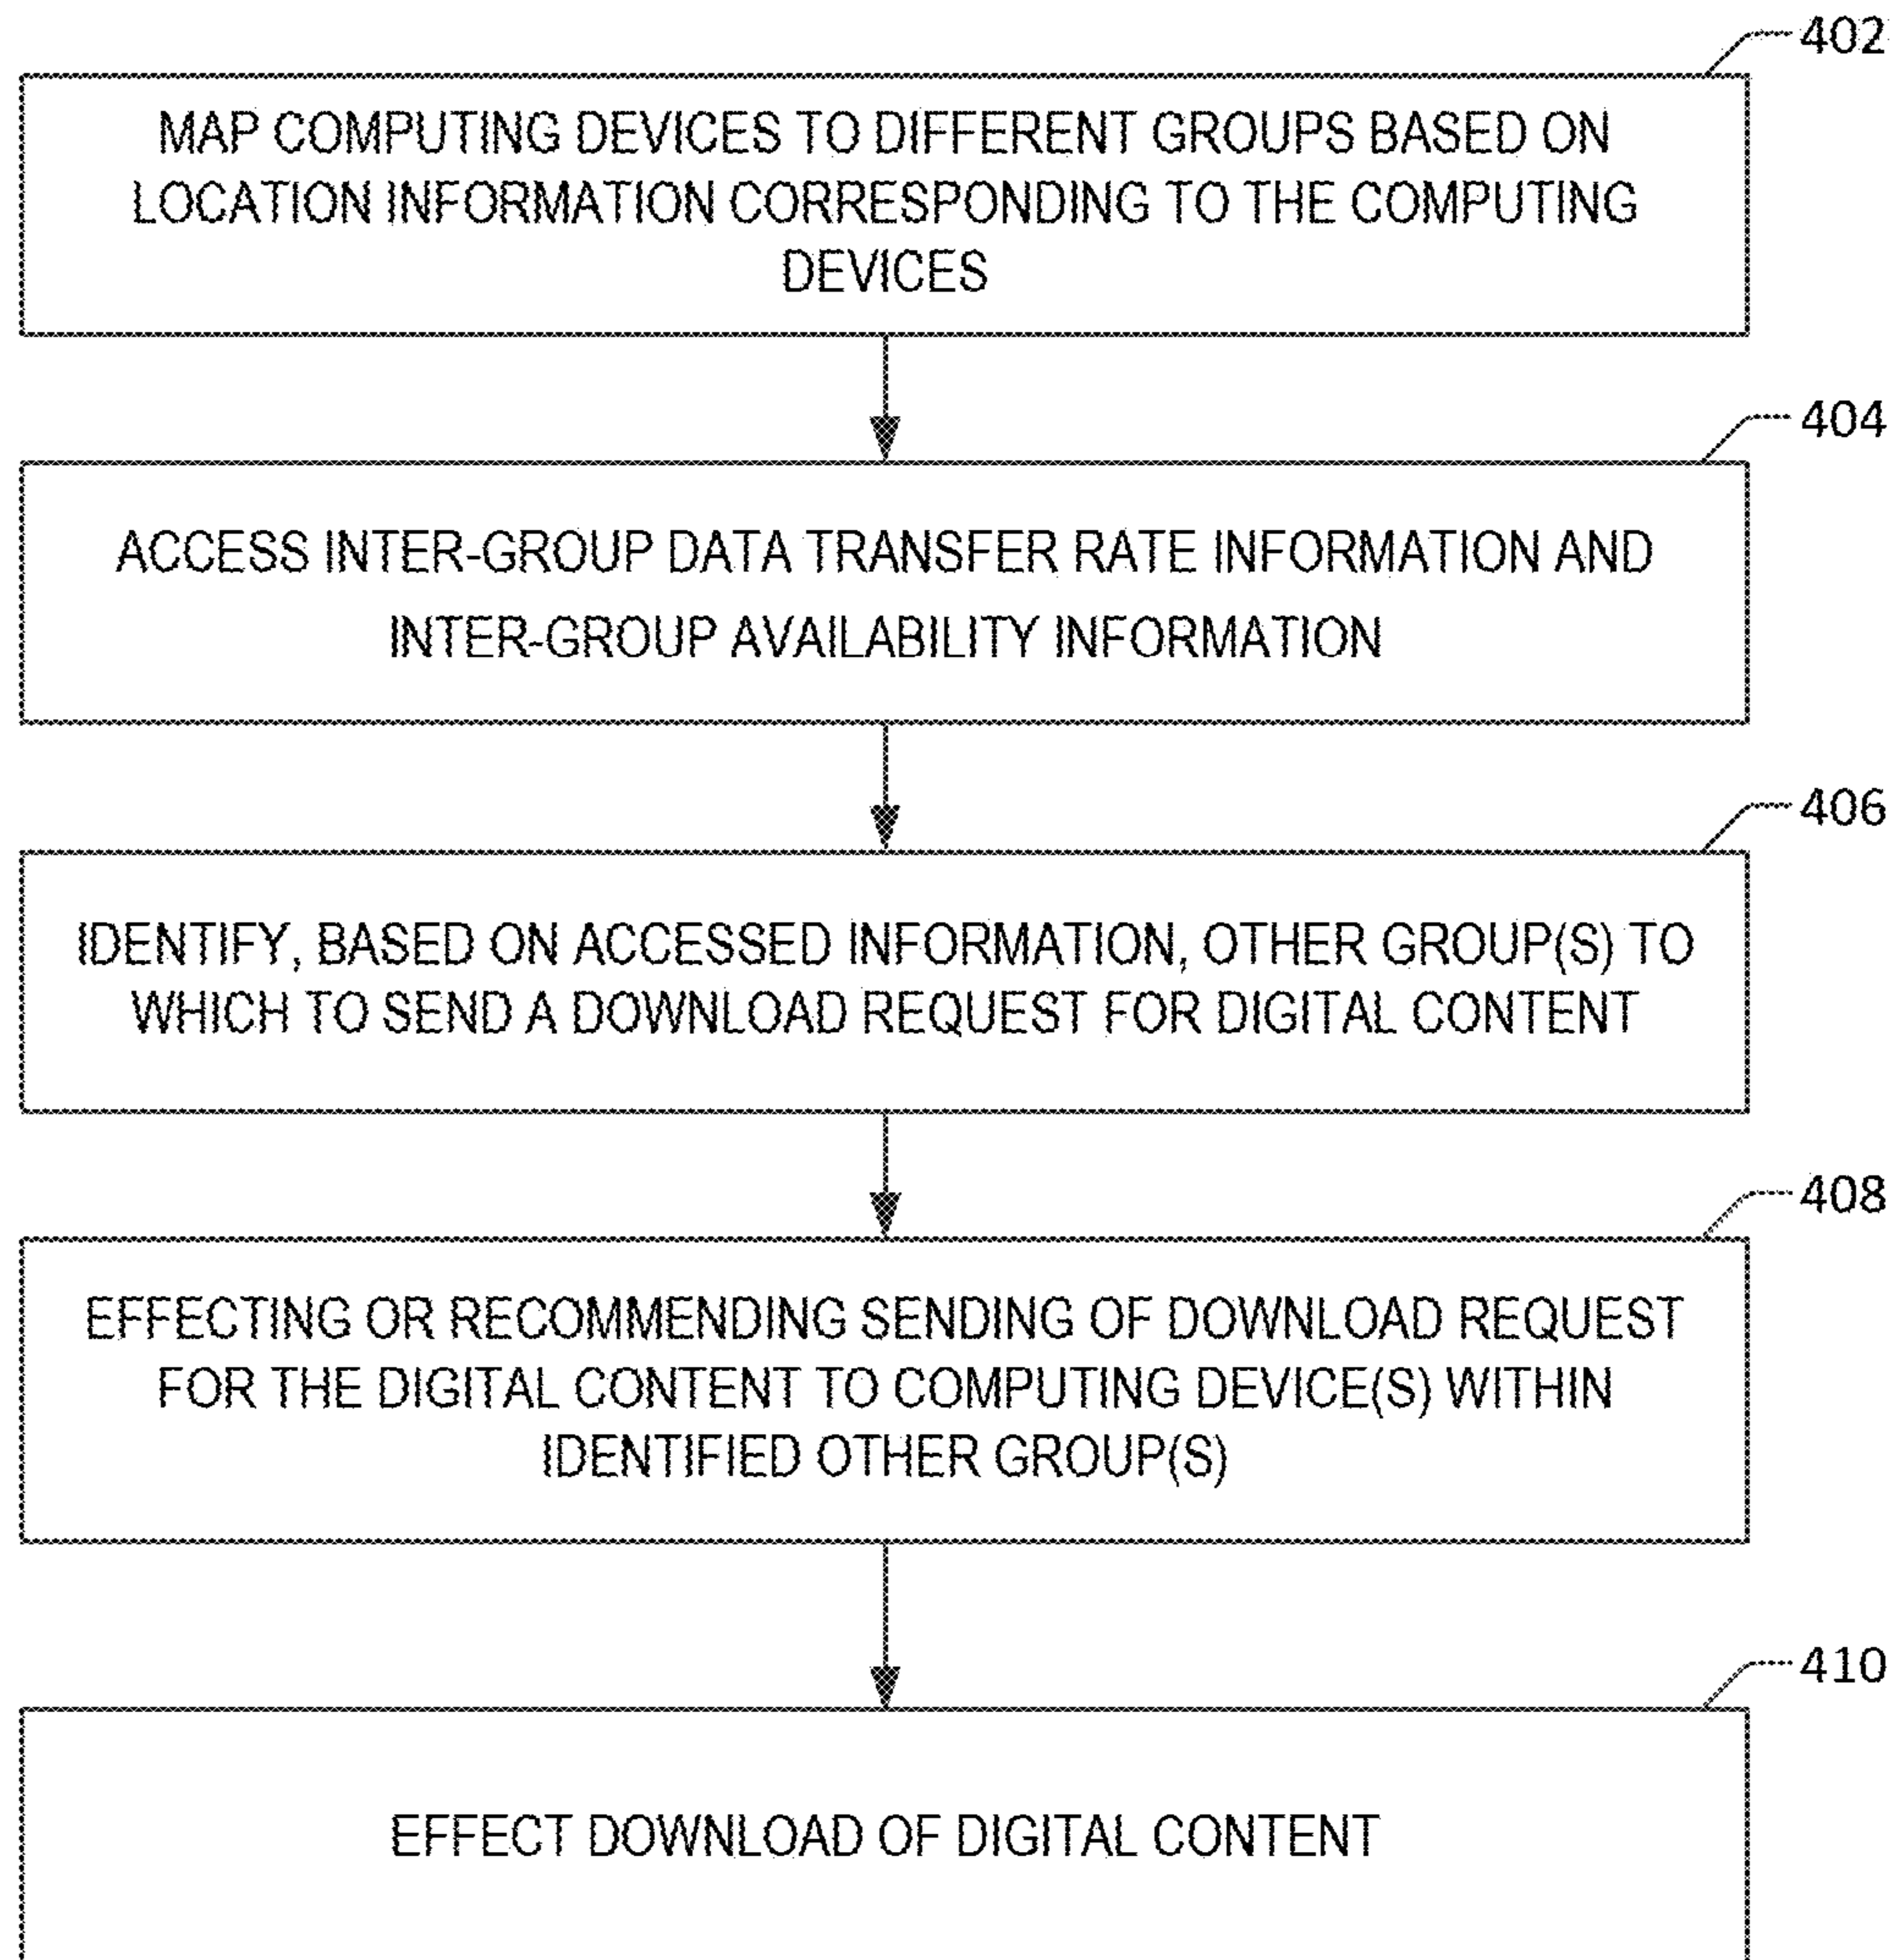 402
MAP COMPUTING DEVICES TO DIFFERENT GROUPS BASED ON
LOCATION INFORMATION CORRESPONDING TO THE COMPUTING
DEVICES
404
ACCESS INTER-GROUP DATA TRANSFER RATE INFORMATION AND
INTER-GROUP AVAILABILITY INFORMATION
406
IDENTIFY, BASED ON ACCESSED INFORMATION, OTHER GROUP(S) TO
WHICH TO SEND A DOWNLOAD REQUEST FOR DIGITAL CONTENT
408
EFFECTING OR RECOMMENDING SENDING OF DOWNLOAD REQUEST
FOR THE DIGITAL CONTENT TO COMPUTING DEVICE(S) WITHIN
IDENTIFIED OTHER GROUP(S)
410
EFFECT DOWNLOAD OF DIGITAL CONTENT